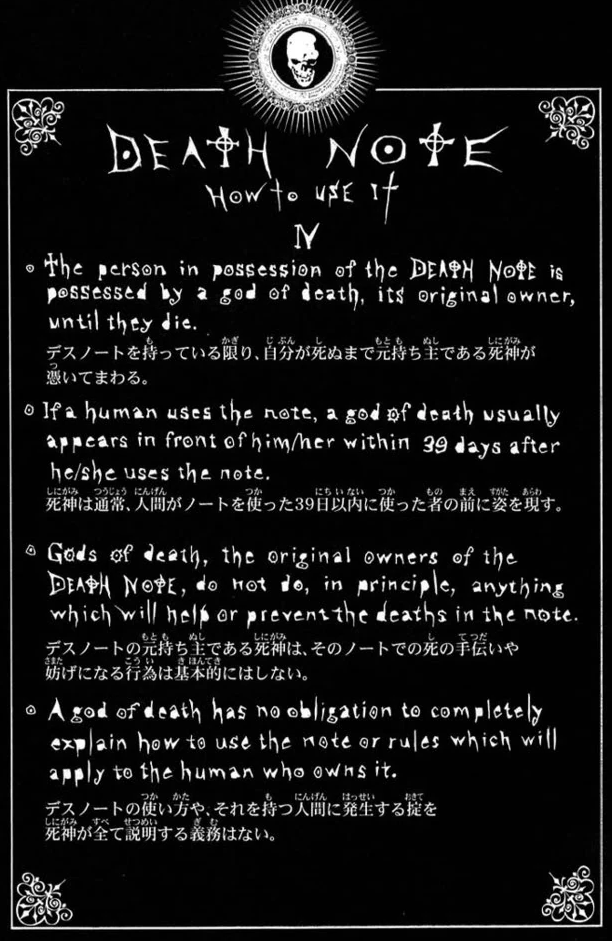 DEATH NOTE
HOW to USE It
IV
The person in possession of the DEATH NOTE is
possessed by a god of death, its original owner,
until they die.
デスノートを持っている限り、自分が死ぬまで元持ち主である死神が
憑いてまわる。
If a human uses the note, a god of death usually
appears in front of him/her within 39 days after
he/she uses the note.
死神は通常、人間がノートを使った39日以内に使った者の前に姿を現す。
Gods of death, the original owners of the
DEATH NOTE, do not do, in principle, anything
which will help or prevent the deaths in the note.
デスノートの元持ち主である死神は、そのノートでの死の手伝いや
妨げになる行為は基本的にはしない。
A god of death has no obligation to completely
explain how to use the note or rules which will
apply to the human who owns it.
デスノートの使い方や、それを持つ人間に発生する掟を
死神が全て説明する義務はない。